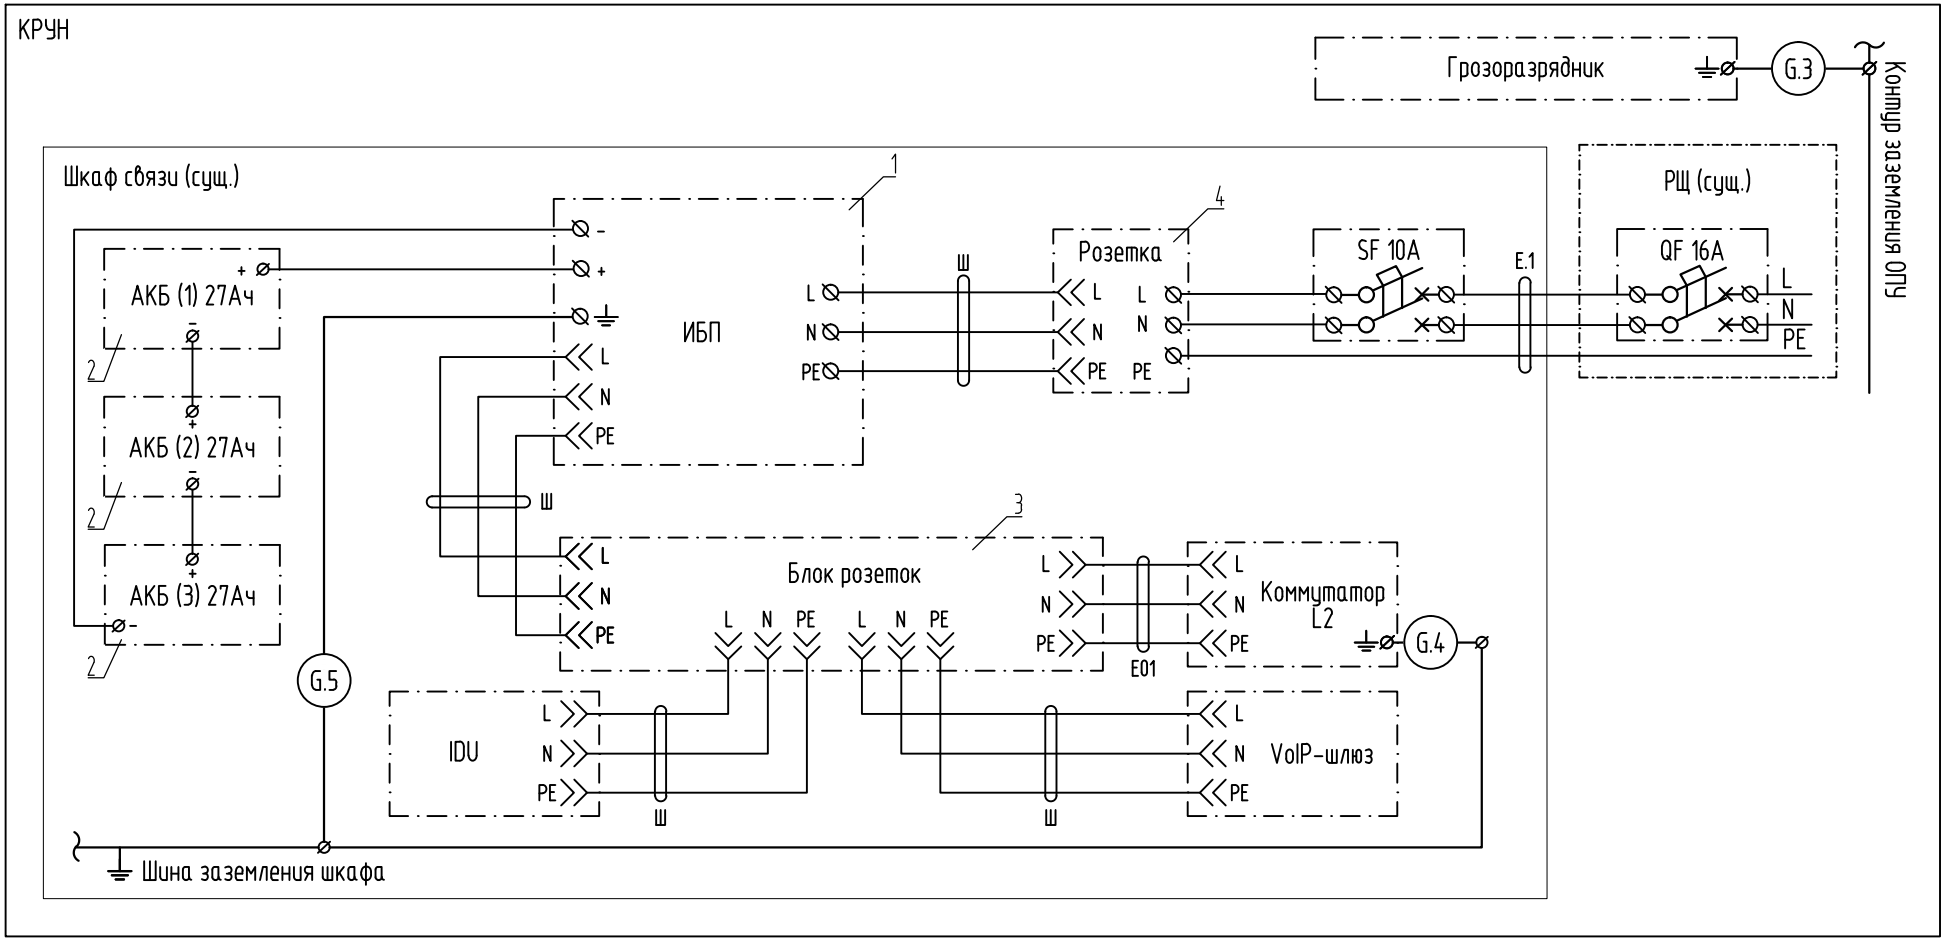 КРУН
Грозоразрядник
G.3
Контур заземления ОПУ
Шкаф связи (сущ.)
1
4
РЩ (сущ.)
-
+
ИБП
L
N
PE
L
N
PE
Ш
Розетка
L
N
PE
L
N
PE
SF 10А
E.1
QF 16А
L
N
PE
+
АКБ (1) 27Ач
-
2
+
АКБ (2) 27Ач
-
2
+
АКБ (3) 27Ач
-
2
Ш
3
Блок розеток
L
N
PE
L
N
PE
L
N
PE
L
N
PE
E01
L
N
PE
Коммутатор
L2
G.4
G.5
IDU
L
N
PE
Ш
Ш
L
N
PE
VoIP-шлюз
Шина заземления шкафа